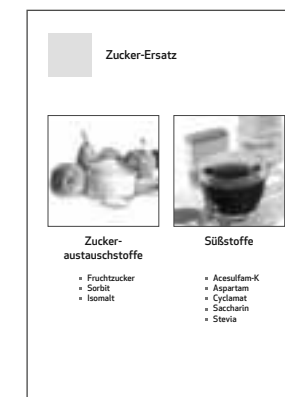 Zucker-Ersatz
Zucker-
austauschstoffe
▪ Fruchtzucker
▪ Sorbit
▪ Isomalt
Süßstoffe
▪ Acesulfam-K
▪ Aspartam
▪ Cyclamat
▪ Saccharin
▪ Stevia